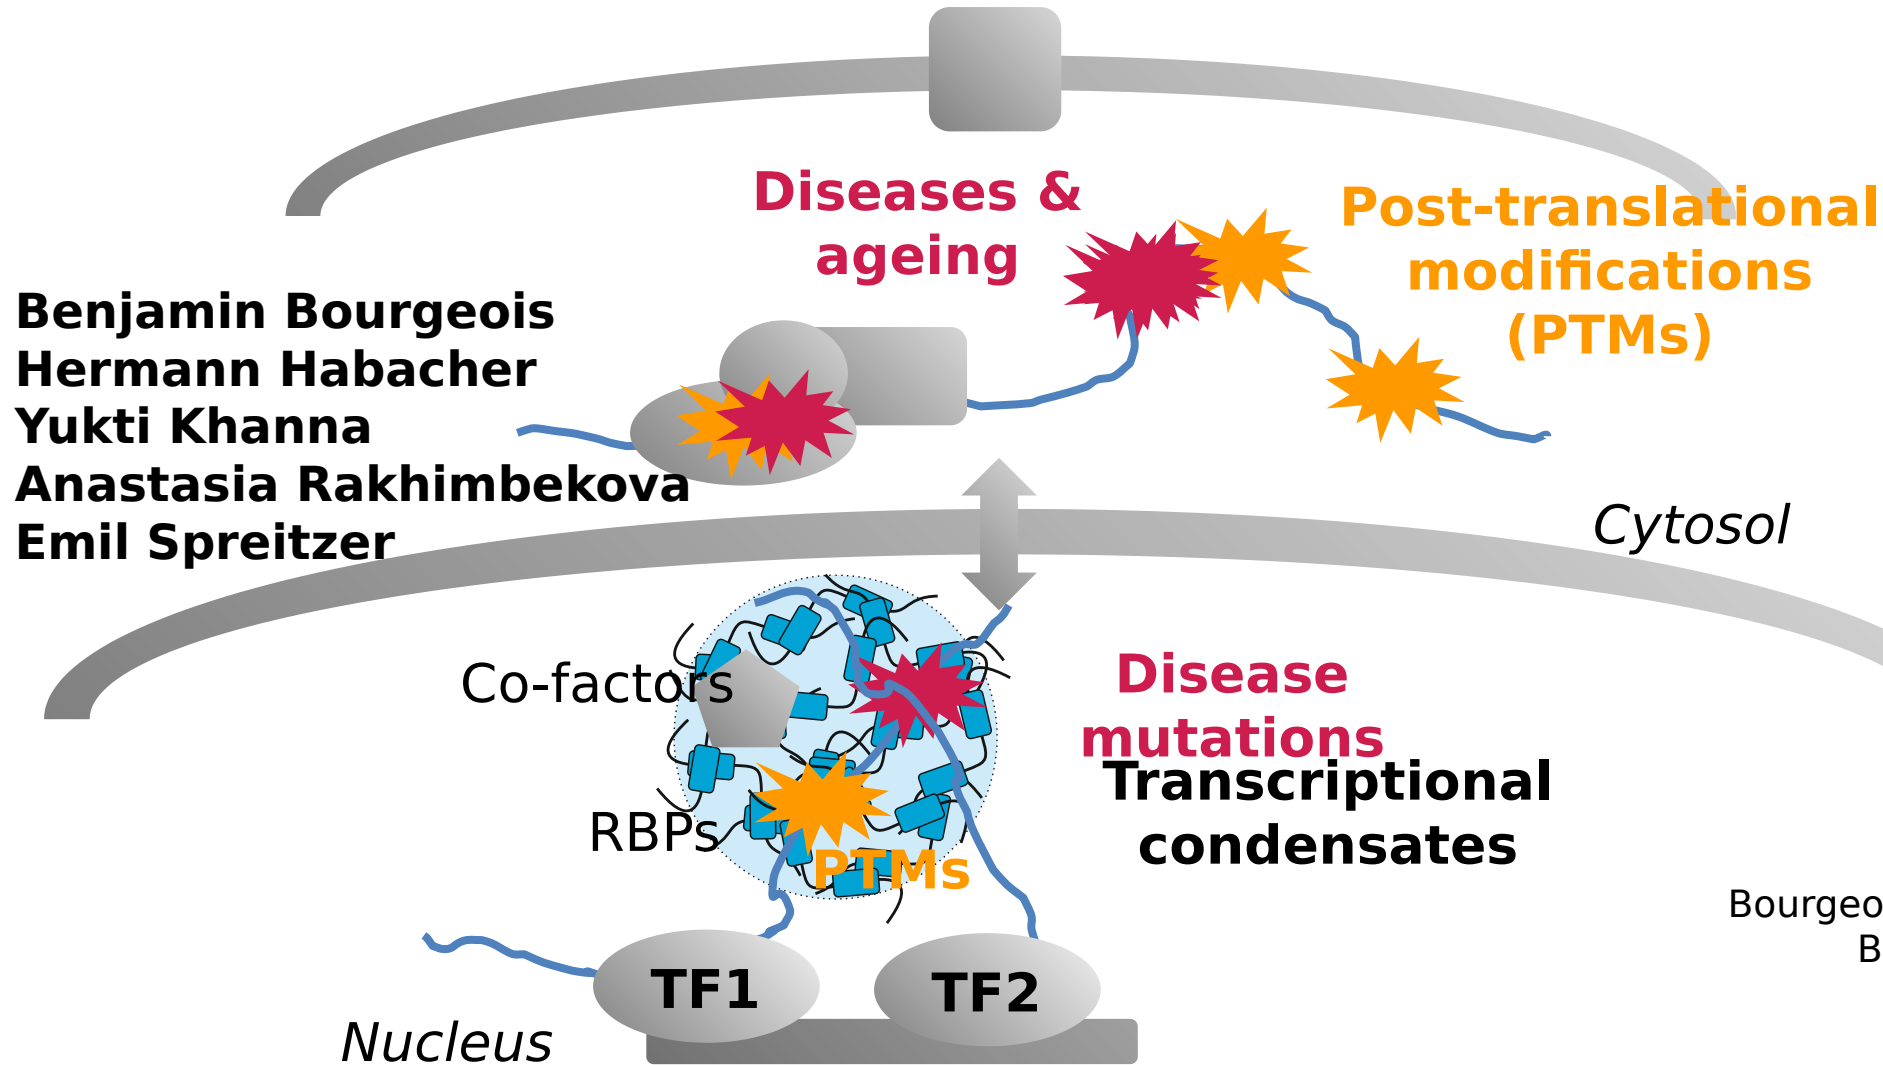 Diseases &
ageing
Post-translational
modifications
(PTMs)
Benjamin Bourgeois
Hermann Habacher
Yukti Khanna
Anastasia Rakhimbekova
Emil Spreitzer
Cytosol
Co-factors
Disease
mutations
Transcriptional
condensates
RBPs
PTMs
Bourgeo
B
TF1
TF2
Nucleus